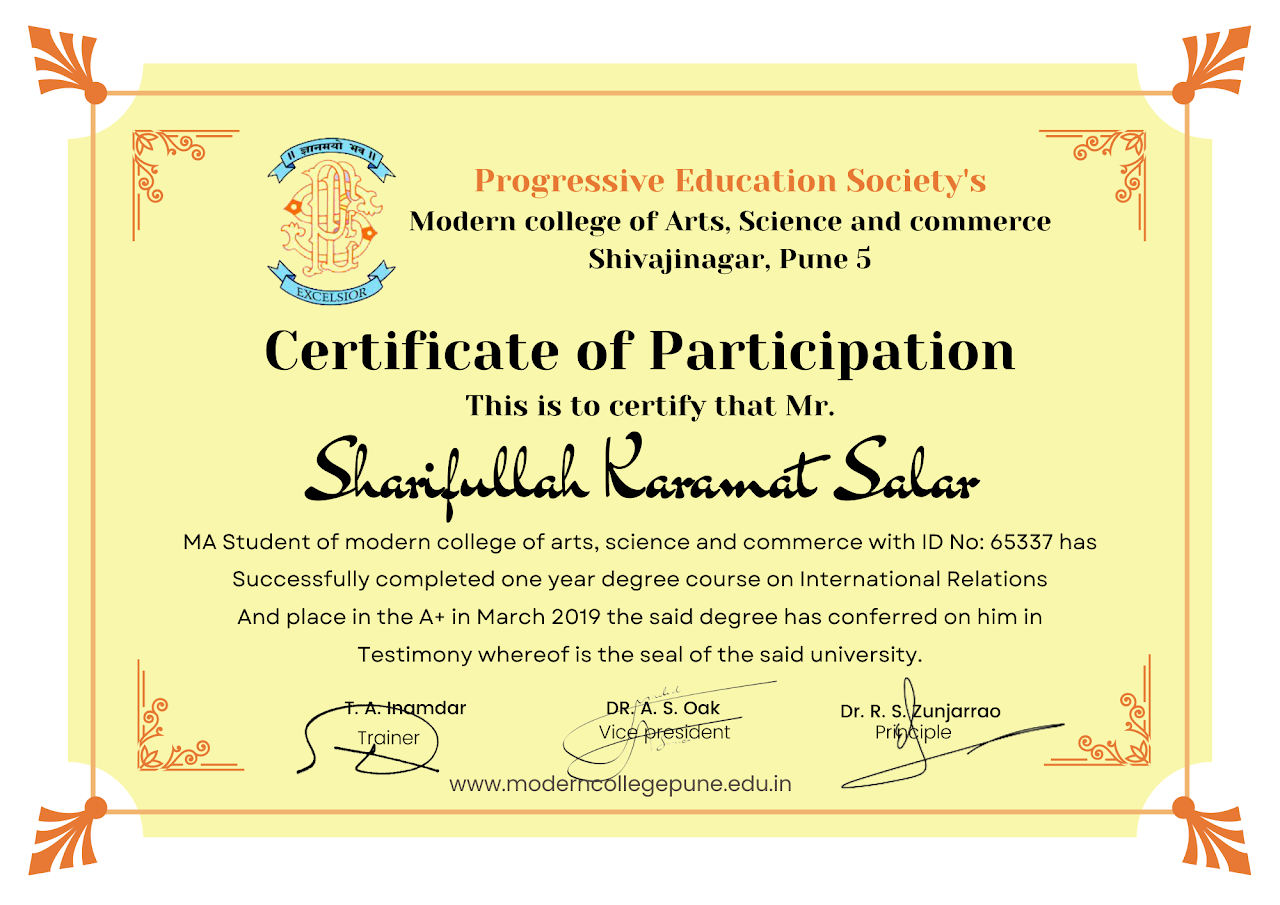 ॥ ज्ञानमयो भव ॥
EXCELSIOR
Progressive Education Society's
Modern college of Arts, Science and commerce
Shivajinagar, Pune 5
Certificate of Participation
This is to certify that Mr.
Sharifullah Karamat Salar
MA Student of modern college of arts, science and commerce with ID No: 65337 has
Successfully completed one year degree course on International Relations
And place in the A+ in March 2019 the said degree has conferred on him in
Testimony whereof is the seal of the said university.
T. A. Inamdar
Trainer
DR. A. S. Oak
Vice president
Dr. R. S. Zunjarrao
Principle
www.moderncollegepune.edu.in